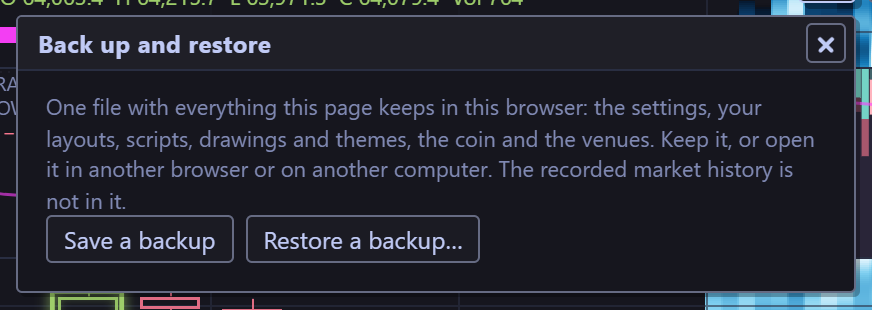 Back up and restore
One file with everything this page keeps in this browser: the settings, your
layouts, scripts, drawings and themes, the coin and the venues. Keep it, or open
it in another browser or on another computer. The recorded market history is
not in it.
Save a backup
Restore a backup...